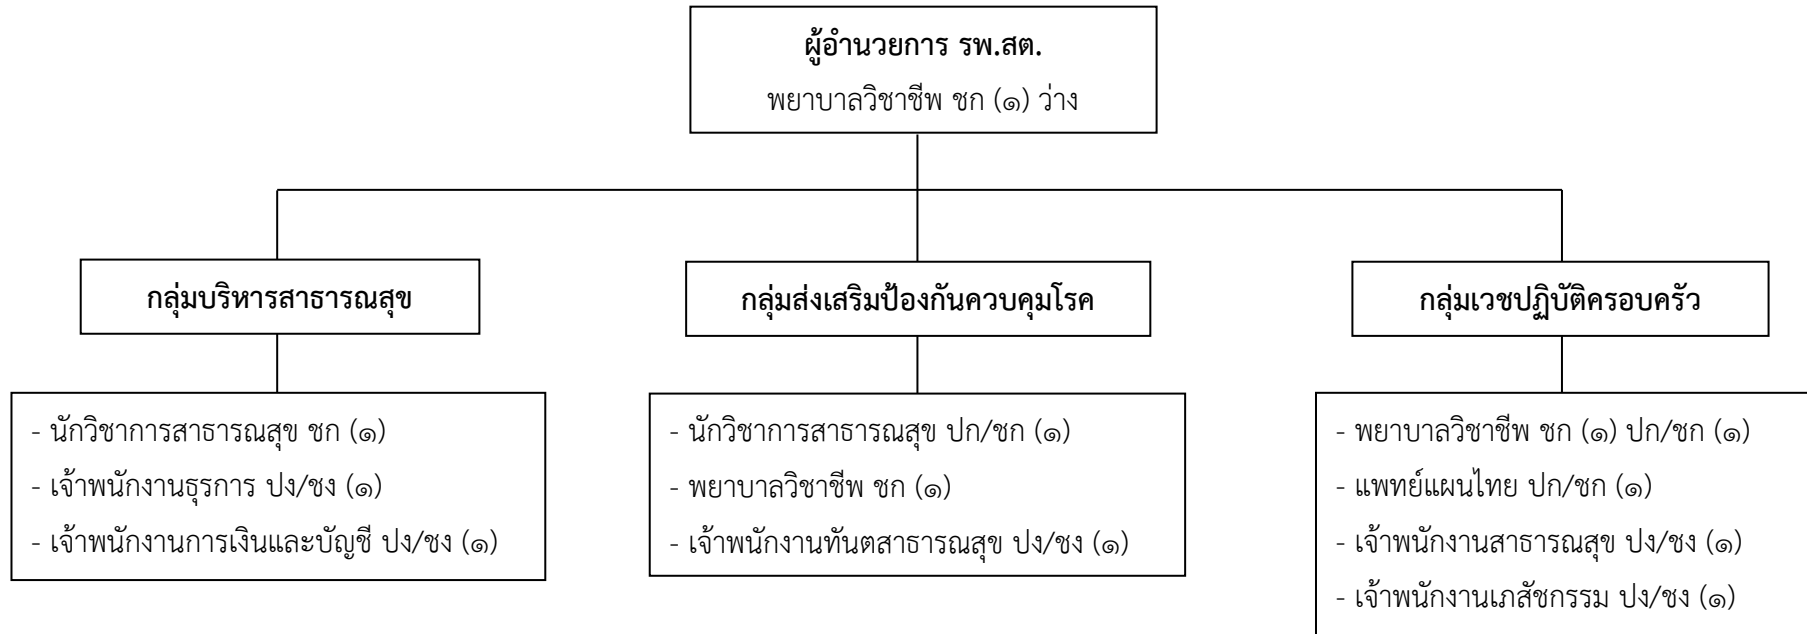 ผู้อำนวยการ รพ.สต.
พยาบาลวิชาชีพ ชก (๑) ว่าง
กลุ่มบริหารสาธารณสุข
กลุ่มส่งเสริมป้องกันควบคุมโรค
กลุ่มเวชปฏิบัติครอบครัว
- นักวิชาการสาธารณสุข ชก (๑)
- เจ้าพนักงานธุรการ ปง/ชง (๑)
- เจ้าพนักงานการเงินและบัญชี ปง/ชง (๑)
- นักวิชาการสาธารณสุข ปก/ชก (๑)
- พยาบาลวิชาชีพ ชก (๑)
- เจ้าพนักงานทันตสาธารณสุข ปง/ชง (๑)
- พยาบาลวิชาชีพ ชก (๑) ปก/ชก (๑)
- แพทย์แผนไทย ปก/ชก (๑)
- เจ้าพนักงานสาธารณสุข ปง/ชง (๑)
- เจ้าพนักงานเภสัชกรรม ปง/ชง (๑)